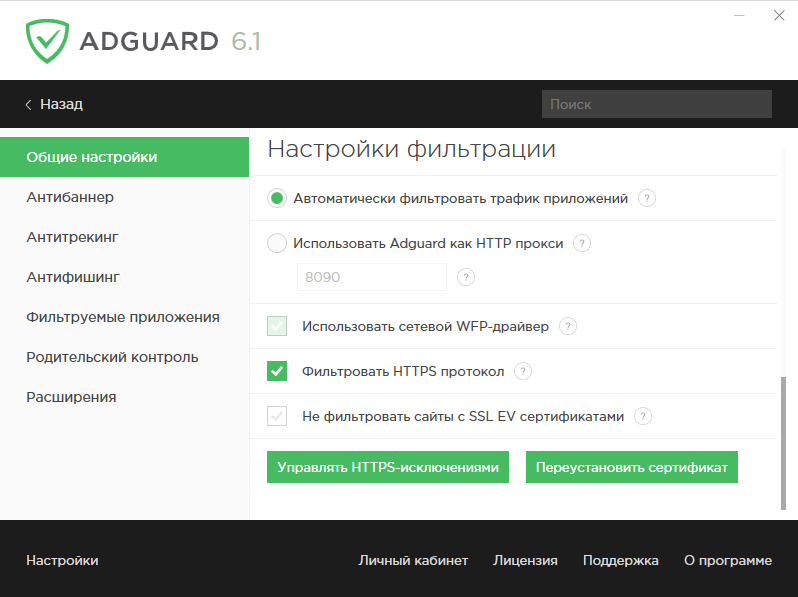 ADGUARD 6.1
Назад
Поиск
Общие настройки
Антибаннер
Антитрекинг
Антифишинг
Фильтруемые приложения
Родительский контроль
Расширения
Настройки фильтрации
Автоматически фильтровать трафик приложений ?
Использовать Adguard как HTTP прокси ?
8090 ?
Использовать сетевой WFP-драйвер ?
Фильтровать HTTPS протокол ?
Не фильтровать сайты с SSL EV сертификатами ?
Управлять HTTPS-исключениями Переустановить сертификат
Настройки Личный кабинет Лицензия Поддержка О программе